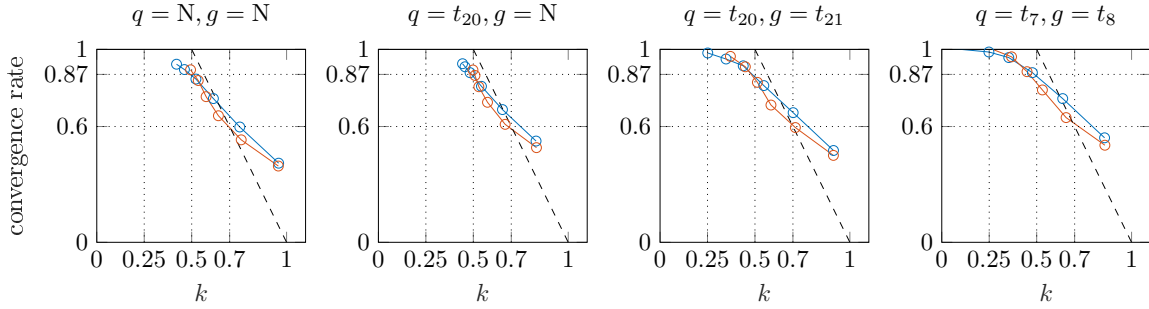 q = N, g = N
q = t₂₀, g = N
q = t₂₀, g = t₂₁
q = t₇, g = t₈
convergence rate
1
0.87
0.6
0
0 0.25 0.5 0.7 1
k
1
0.87
0.6
0
0 0.25 0.5 0.7 1
k
1
0.87
0.6
0
0 0.25 0.5 0.7 1
k
1
0.87
0.6
0
0 0.25 0.5 0.7 1
k